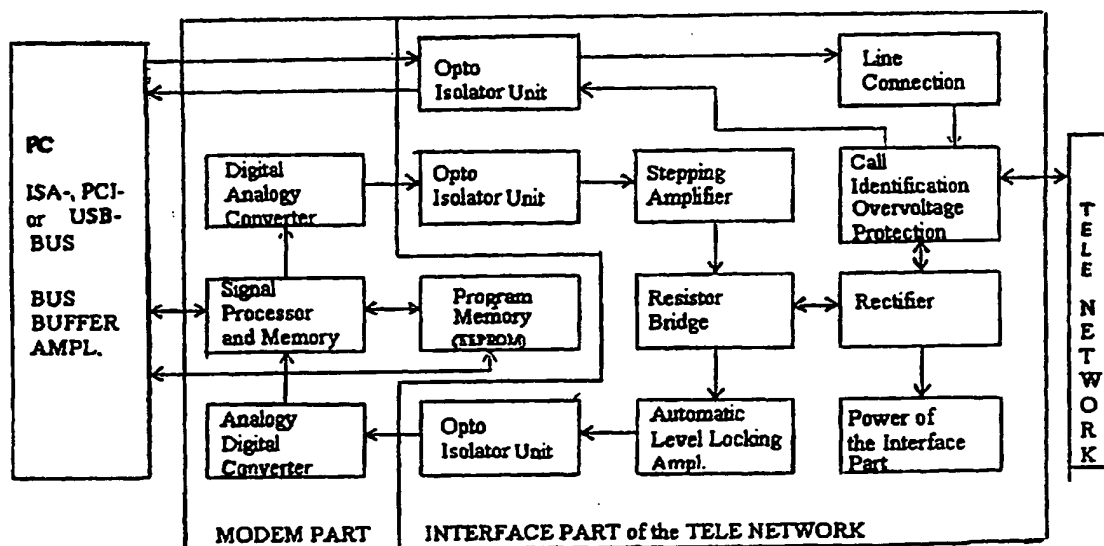 PC
ISA-, PCI-
or USB-
BUS
BUS
BUFFER
AMPL.
Opto
Isolator Unit
Line
Connection
Digital
Analogy
Converter
Opto
Isolator Unit
Stepping
Amplifier
Call
Identification
Overvoltage
Protection
Signal
Processor
and Memory
Program
Memory
(EEPROM)
Resistor
Bridge
Rectifier
Analogy
Digital
Converter
Opto
Isolator Unit
Automatic
Level Locking
Ampl.
Power of
the Interface
Part
TELE NETWORK
MODEM PART
INTERFACE PART of the TELE NETWORK